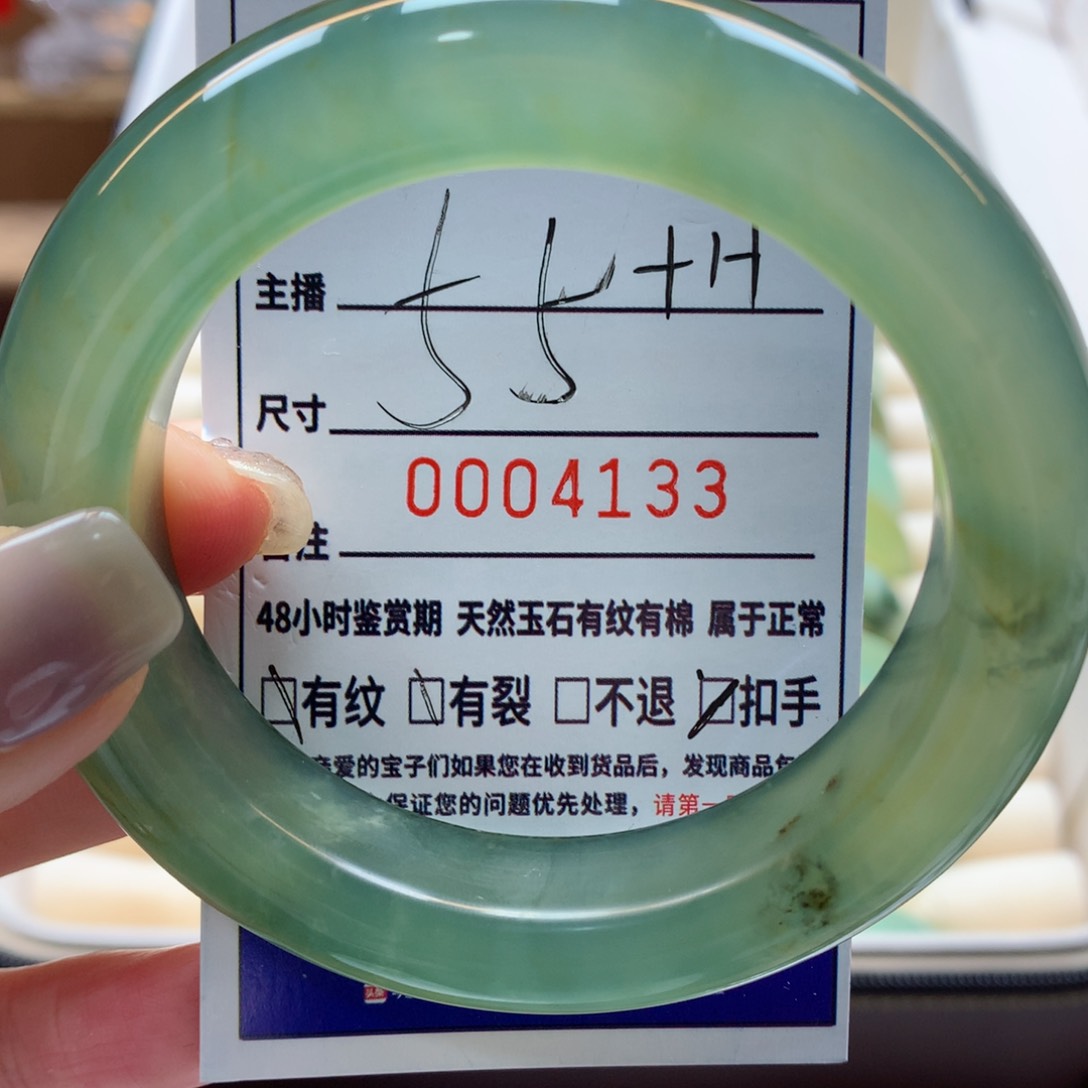 主播 55+H
尺寸
0004133
注
48小时鉴赏期 天然玉石有纹有棉 属于正常
☑有纹 ☑有裂 □不退 ☑扣手
亲爱的宝子们如果您在收到货品后，发现商品
保证您的问题优先处理，请第一